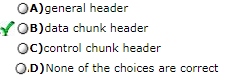 A)general header
B)data chunk header
C)control chunk header
D)None of the choices are correct